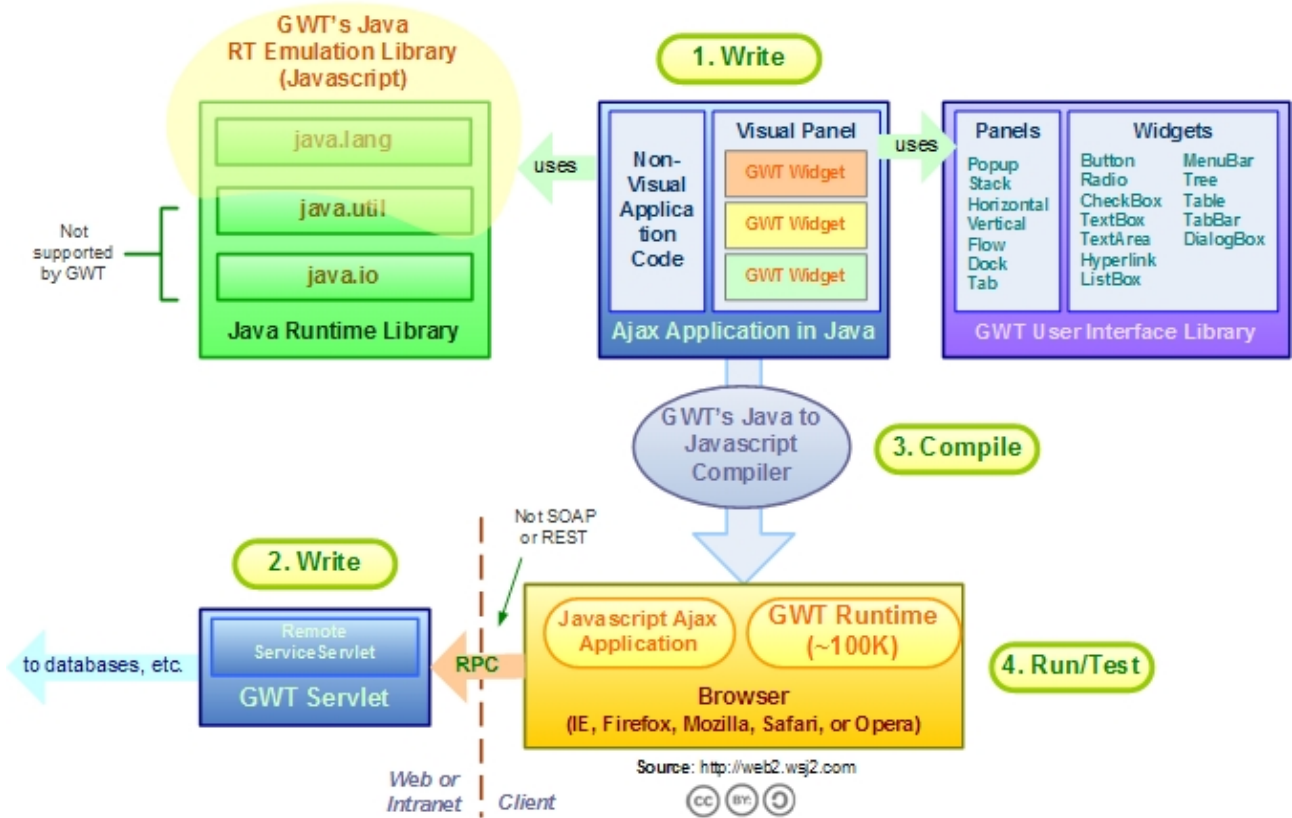 GWT's Java
RT Emulation Library
(Javascript)
java.lang
java.util
java.io
Java Runtime Library
Not
supported
by GWT
uses
1. Write
Non-
Visual
Applica
tion
Code
Visual Panel
GWT Widget
GWT Widget
GWT Widget
Ajax Application in Java
uses
Panels
Popup
Stack
Horizontal
Vertical
Flow
Dock
Tab
Widgets
Button
Radio
CheckBox
TextBox
TextArea
Hyperlink
ListBox
MenuBar
Tree
Table
TabBar
DialogBox
GWT User Interface Library
GWT's Java to
Javascript
Compiler
3. Compile
2. Write
Not SOAP
or REST
Remote
ServiceServlet
GWT Servlet
to databases, etc.
RPC
Javascript Ajax
Application
GWT Runtime
(~100K)
Browser
(IE, Firefox, Mozilla, Safari, or Opera)
4. Run/Test
Web or
Intranet
Client
Source: http://web2.wsj2.com
CC BY: